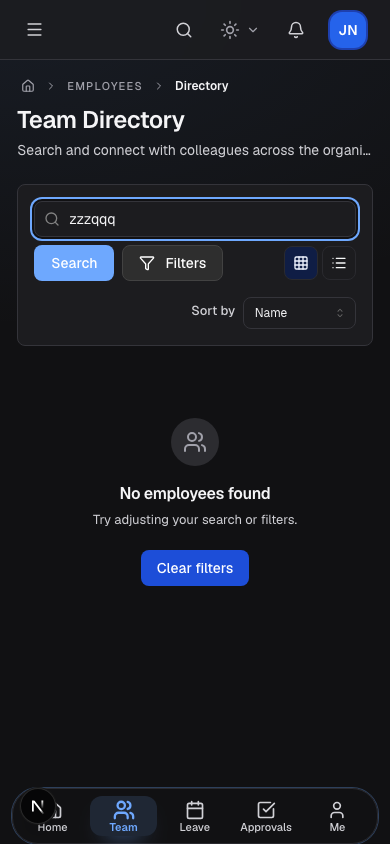 JN
EMPLOYEES
Directory
Team Directory
Search and connect with colleagues across the organi...
zzzqqq
Search
Filters
Sort by
Name
No employees found
Try adjusting your search or filters.
Clear filters
N
Home
Team
Leave
Approvals
Me